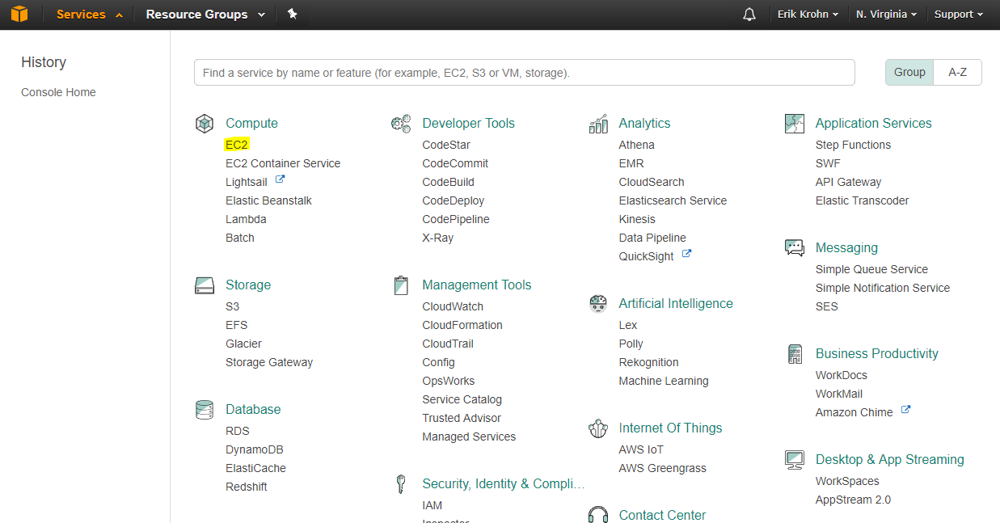 Services
Resource Groups
Erik Krohn
N. Virginia
Support
History
Console Home
Find a service by name or feature (for example, EC2, S3 or VM, storage).
Group
A-Z
Compute
EC2
EC2 Container Service
Lightsail
Elastic Beanstalk
Lambda
Batch
Storage
S3
EFS
Glacier
Storage Gateway
Database
RDS
DynamoDB
ElastiCache
Redshift
Developer Tools
CodeStar
CodeCommit
CodeBuild
CodeDeploy
CodePipeline
X-Ray
Management Tools
CloudWatch
CloudFormation
CloudTrail
Config
OpsWorks
Service Catalog
Trusted Advisor
Managed Services
Security, Identity & Compli…
IAM
Inspector
Analytics
Athena
EMR
CloudSearch
Elasticsearch Service
Kinesis
Data Pipeline
QuickSight
Artificial Intelligence
Lex
Polly
Rekognition
Machine Learning
Internet Of Things
AWS IoT
AWS Greengrass
Contact Center
Application Services
Step Functions
SWF
API Gateway
Elastic Transcoder
Messaging
Simple Queue Service
Simple Notification Service
SES
Business Productivity
WorkDocs
WorkMail
Amazon Chime
Desktop & App Streaming
WorkSpaces
AppStream 2.0